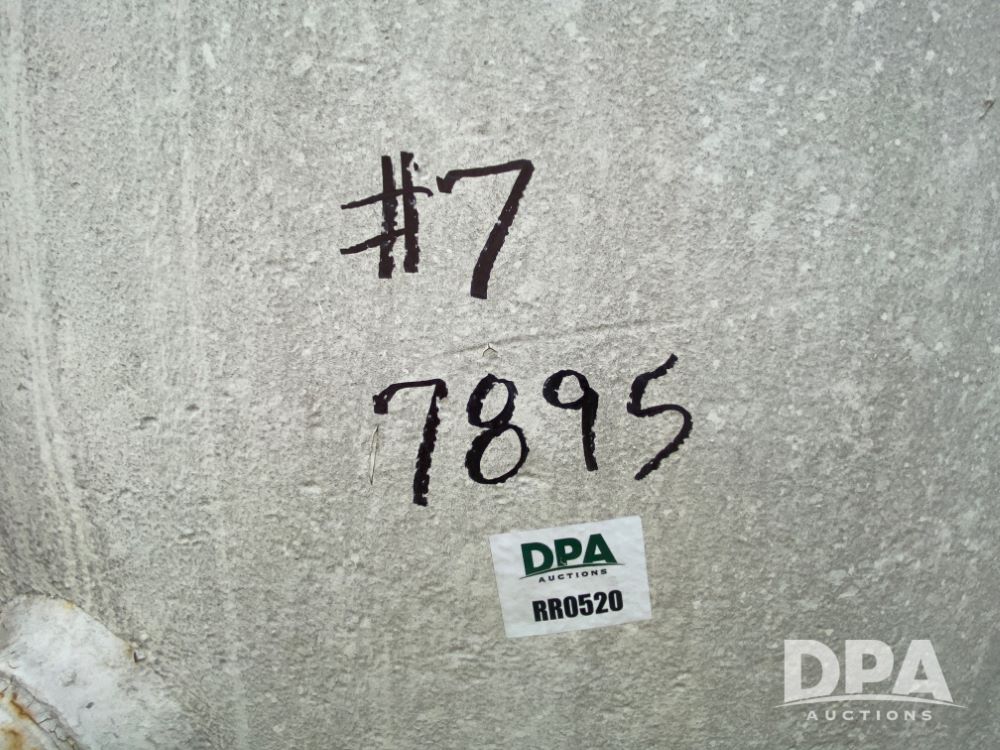 #7
7895
DPA
AUCTIONS
RR0520
DPA
AUCTIONS